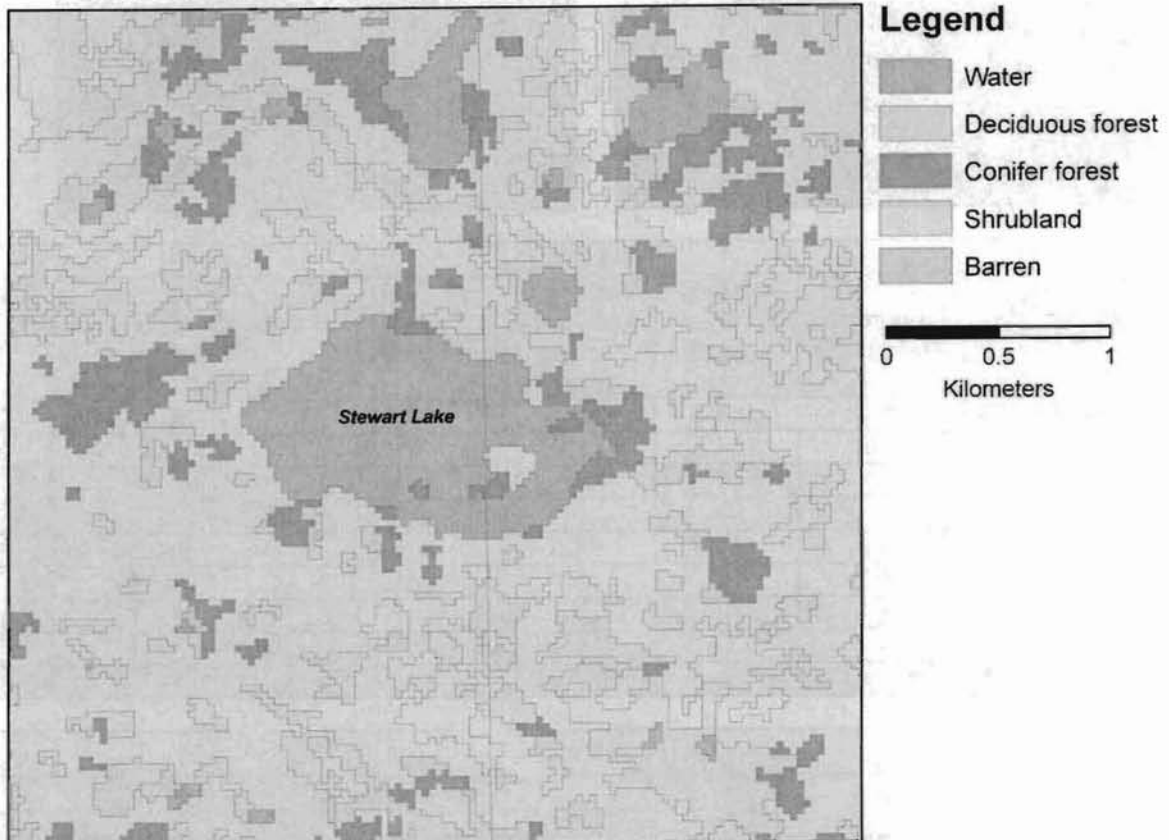 Legend
Water
Deciduous forest
Conifer forest
Shrubland
Barren
0 0.5 1
Kilometers
Stewart Lake